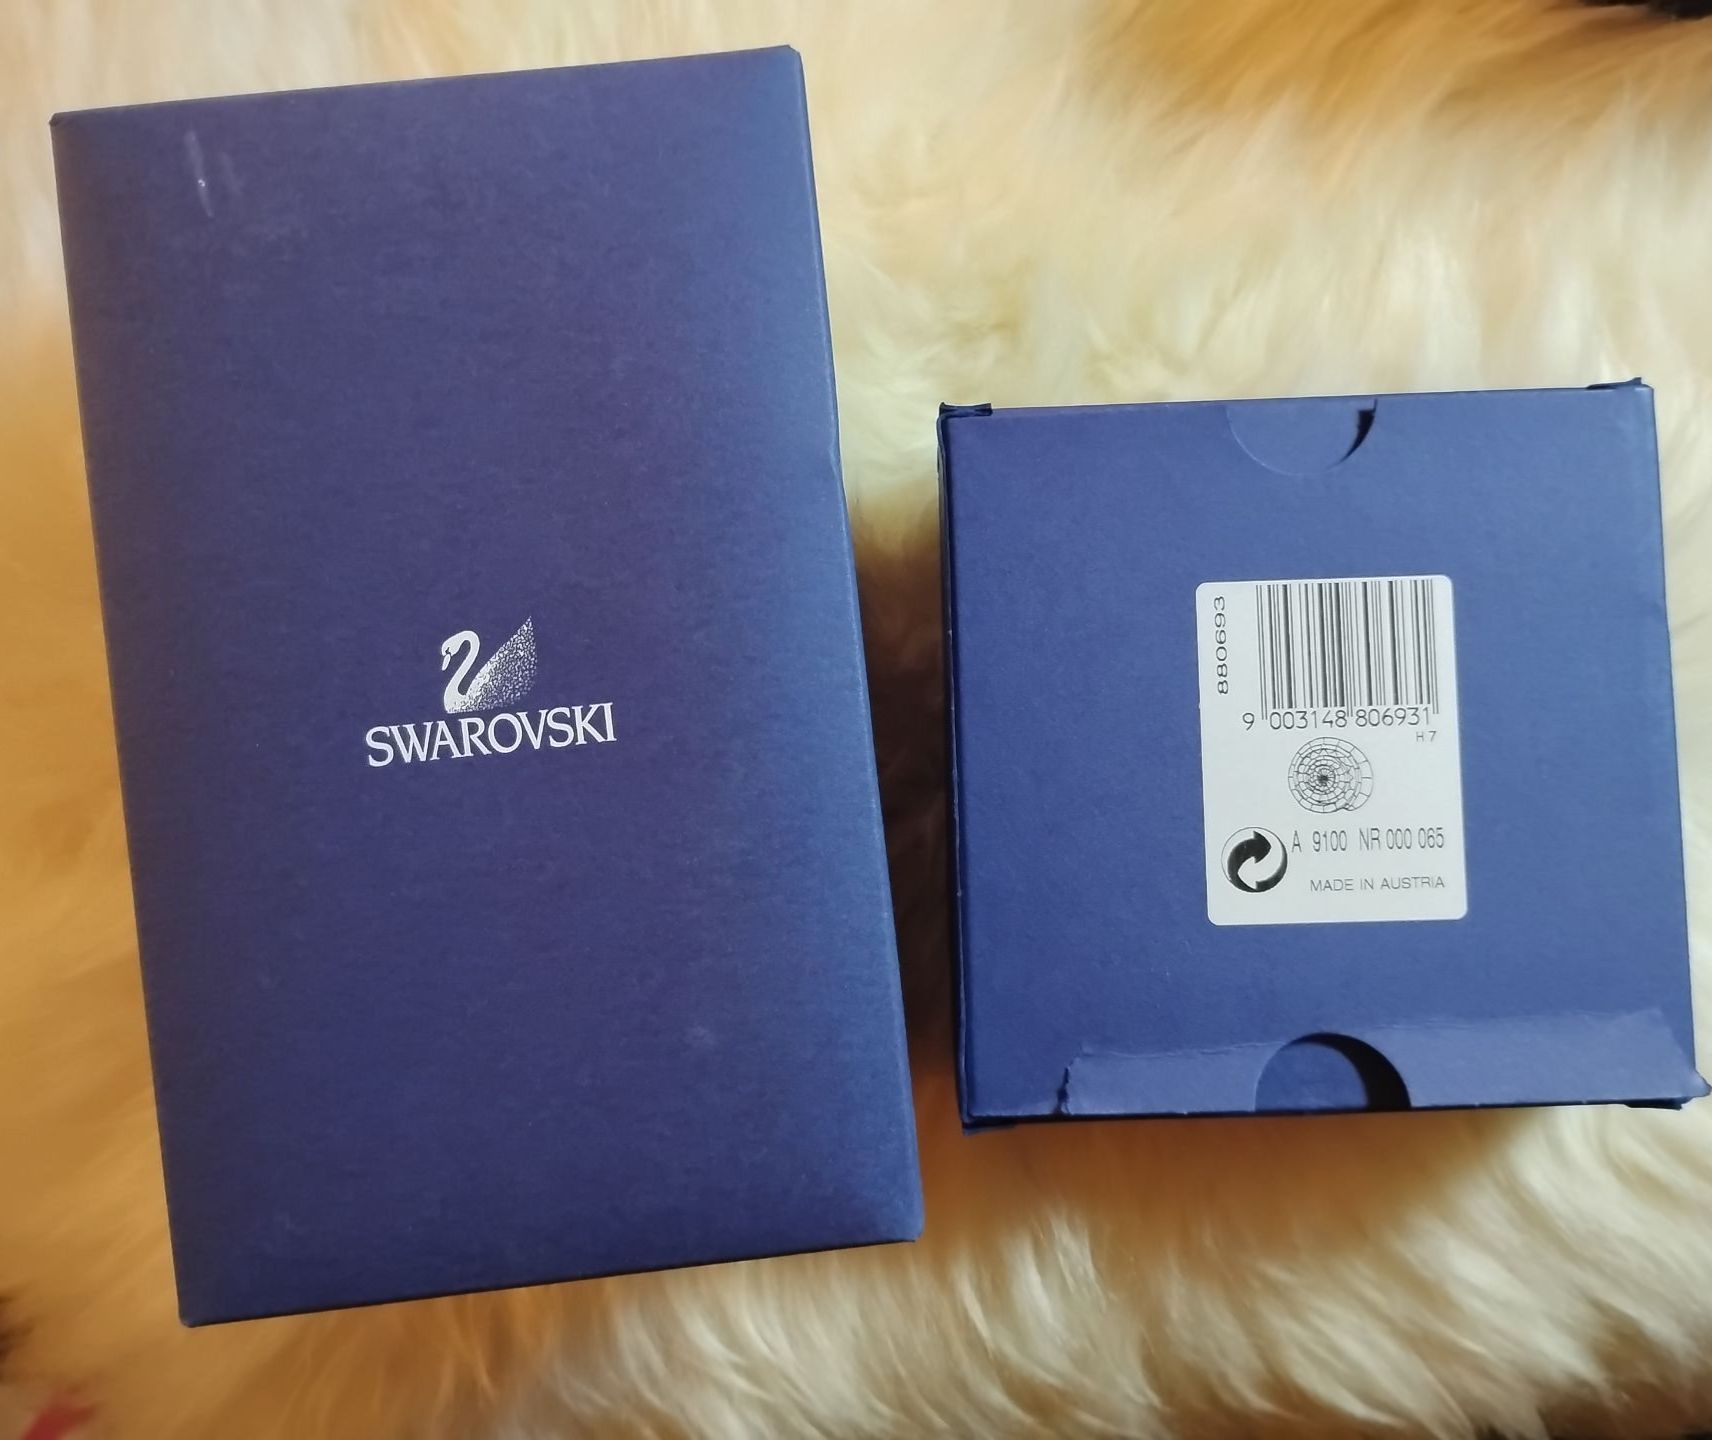 SWAROVSKI
880693
9 003148 806931
H 7
A 9100 NR 000 065
MADE IN AUSTRIA